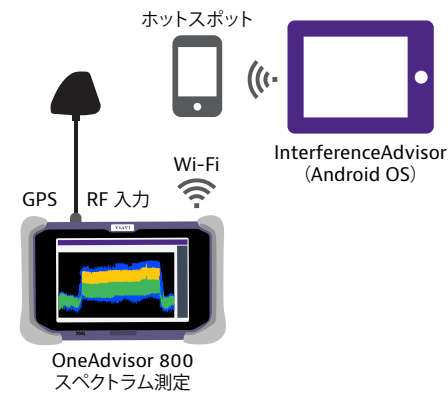 ホットスポット
InterferenceAdvisor
（Android OS）
Wi-Fi
GPS
RF 入力
VIAVI
OneAdvisor 800
スペクトラム測定